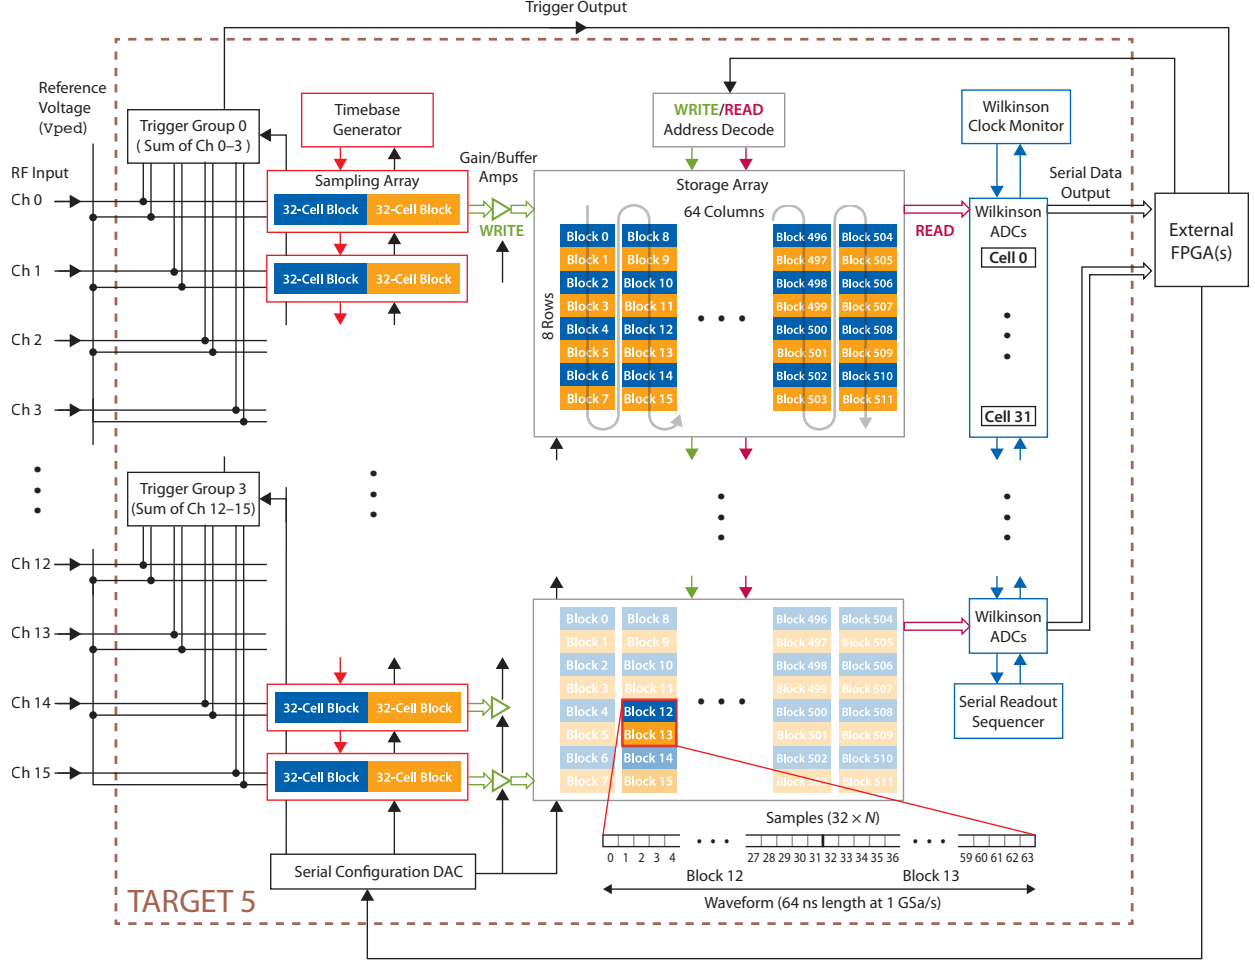 Trigger Output
Reference
Voltage
(Vped)
RF Input
Trigger Group 0
( Sum of Ch 0–3 )
Timebase
Generator
Gain/Buffer
Amps
WRITE/READ
Address Decode
Wilkinson
Clock Monitor
Serial Data
Output
External
FPGA(s)
Ch 0
Ch 1
Ch 2
Ch 3
Sampling Array
32-Cell Block 32-Cell Block
32-Cell Block 32-Cell Block
WRITE
Storage Array
64 Columns
8 Rows
Block 0 Block 8 Block 496 Block 504
Block 1 Block 9 Block 497 Block 505
Block 2 Block 10 Block 498 Block 506
Block 3 Block 11 Block 499 Block 507
Block 4 Block 12 Block 500 Block 508
Block 5 Block 13 Block 501 Block 509
Block 6 Block 14 Block 502 Block 510
Block 7 Block 15 Block 503 Block 511
READ
Wilkinson
ADCs
Cell 0
Cell 31
Trigger Group 3
(Sum of Ch 12–15)
Ch 12
Ch 13
Ch 14
Ch 15
32-Cell Block 32-Cell Block
32-Cell Block 32-Cell Block
Block 0 Block 8 Block 496 Block 504
Block 1 Block 9 Block 497 Block 505
Block 2 Block 10 Block 498 Block 506
Block 3 Block 11 Block 499 Block 507
Block 4 Block 12 Block 500 Block 508
Block 5 Block 13 Block 501 Block 509
Block 6 Block 14 Block 502 Block 510
Block 7 Block 15 Block 503 Block 511
Wilkinson
ADCs
Serial Readout
Sequencer
Samples (32 × N)
0 1 2 3 4 27 28 29 30 31 32 33 34 35 36 59 60 61 62 63
Block 12 Block 13
Waveform (64 ns length at 1 GSa/s)
Serial Configuration DAC
TARGET 5